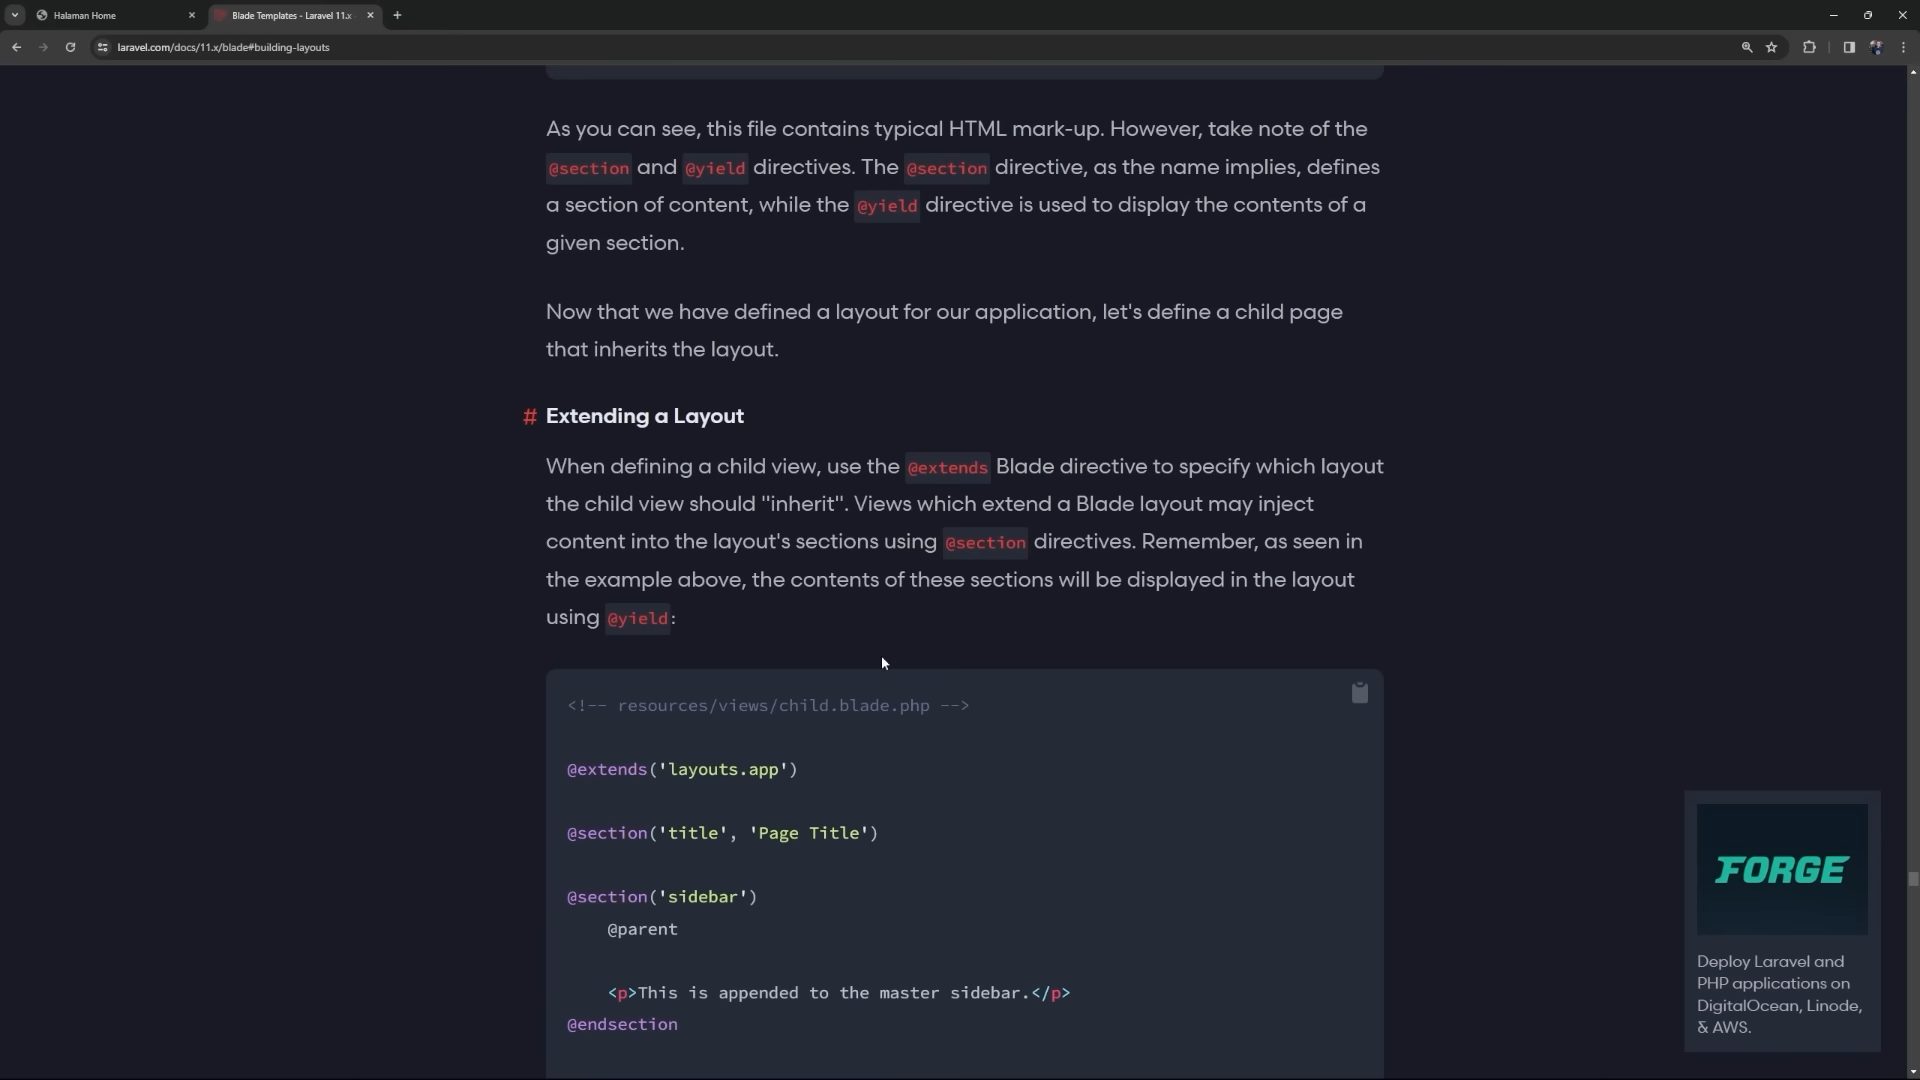 Halaman Home
Blade Templates - Laravel 11.x
laravel.com/docs/11.x/blade#building-layouts
As you can see, this file contains typical HTML mark-up. However, take note of the
@section and @yield directives. The @section directive, as the name implies, defines
a section of content, while the @yield directive is used to display the contents of a
given section.
Now that we have defined a layout for our application, let's define a child page
that inherits the layout.
# Extending a Layout
When defining a child view, use the @extends Blade directive to specify which layout
the child view should "inherit". Views which extend a Blade layout may inject
content into the layout's sections using @section directives. Remember, as seen in
the example above, the contents of these sections will be displayed in the layout
using @yield:
<!-- resources/views/child.blade.php -->
@extends('layouts.app')
@section('title', 'Page Title')
@section('sidebar')
@parent
<p>This is appended to the master sidebar.</p>
@endsection
FORGE
Deploy Laravel and
PHP applications on
DigitalOcean, Linode,
& AWS.